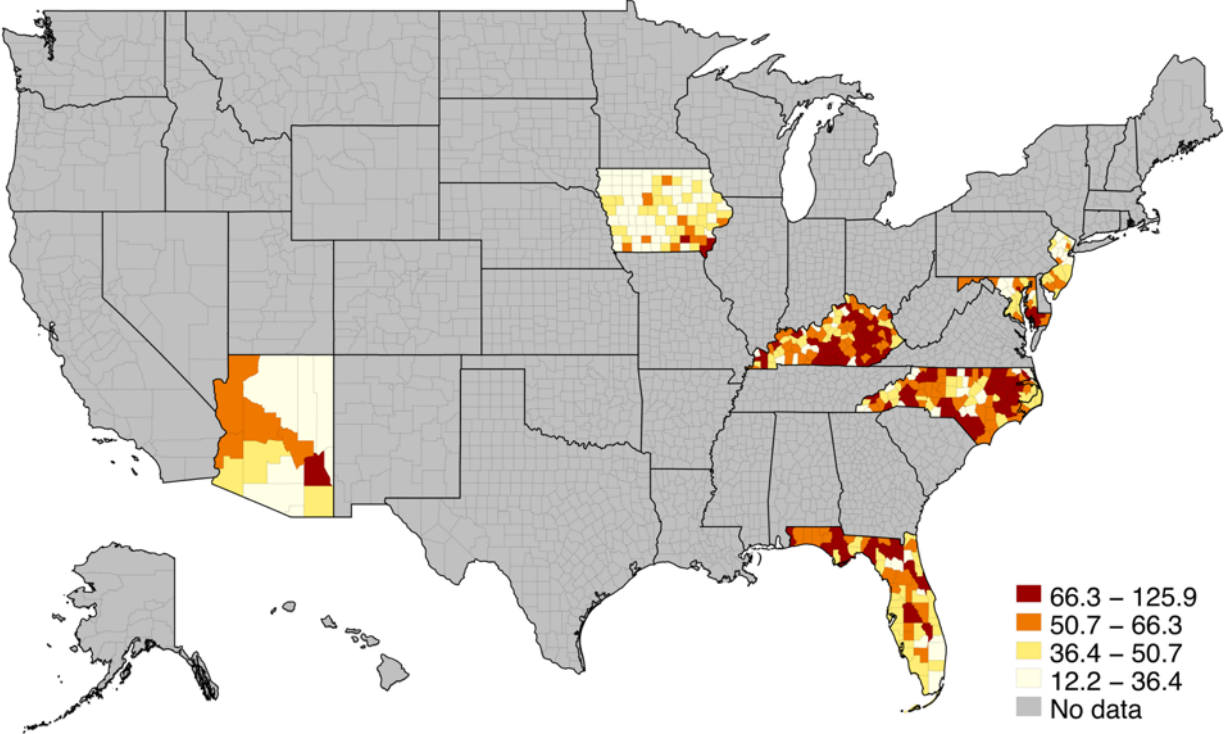 66.3 – 125.9
50.7 – 66.3
36.4 – 50.7
12.2 – 36.4
No data